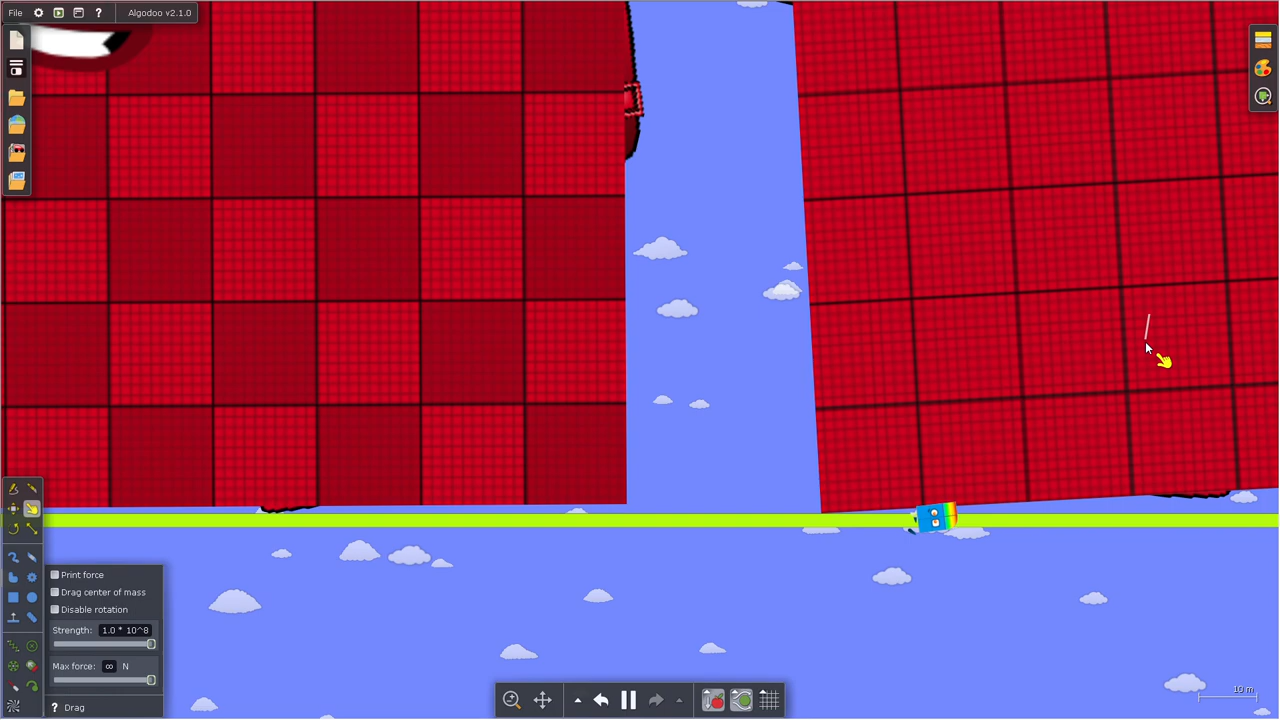 File ? Algodoo v2.1.0
Print force
Drag center of mass
Disable rotation
Strength: 1.0 * 10^8
Max force: ∞ N
? Drag
10 m